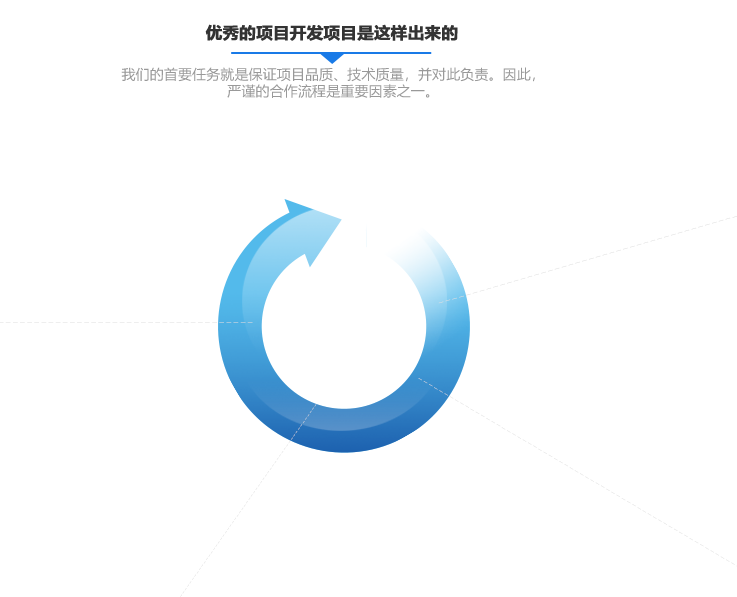 优秀的项目开发项目是这样出来的
我们的首要任务就是保证项目品质、技术质量，并对此负责。因此，
严谨的合作流程是重要因素之一。